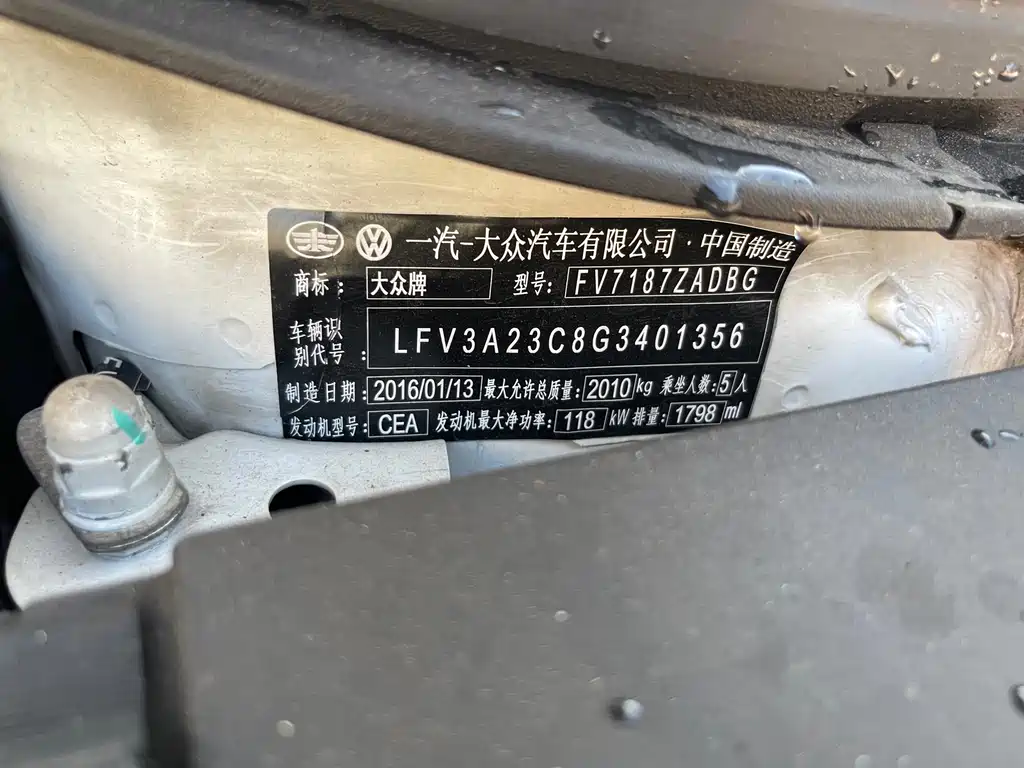 一汽-大众汽车有限公司·中国制造
商标: 大众牌 型号: FV7187ZADBG
车辆识
别代号: LFV3A23C8G3401356
制造日期: 2016/01/13 最大允许总质量: 2010 kg 乘坐人数: 5 人
发动机型号: CEA 发动机最大净功率: 118 kW 排量: 1798 ml